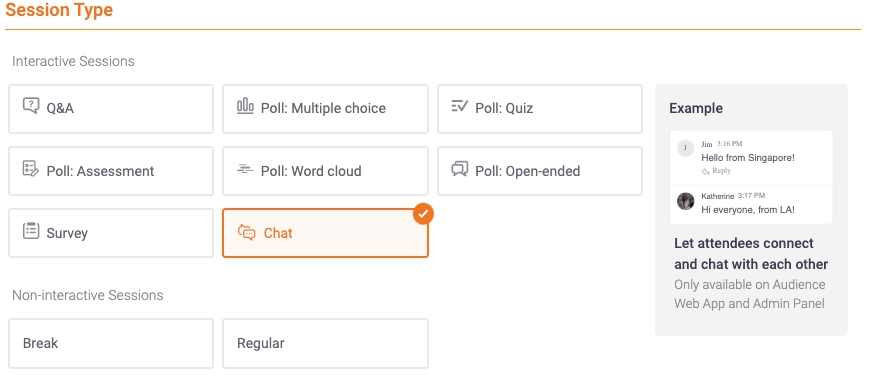 Session Type
Interactive Sessions
Q&A
Poll: Multiple choice
Poll: Quiz
Poll: Assessment
Poll: Word cloud
Poll: Open-ended
Survey
Chat
Non-interactive Sessions
Break
Regular
Example
J
Jim 3:16 PM
Hello from Singapore!
Reply
Katherine 3:17 PM
Hi everyone, from LA!
Let attendees connect
and chat with each other
Only available on Audience
Web App and Admin Panel